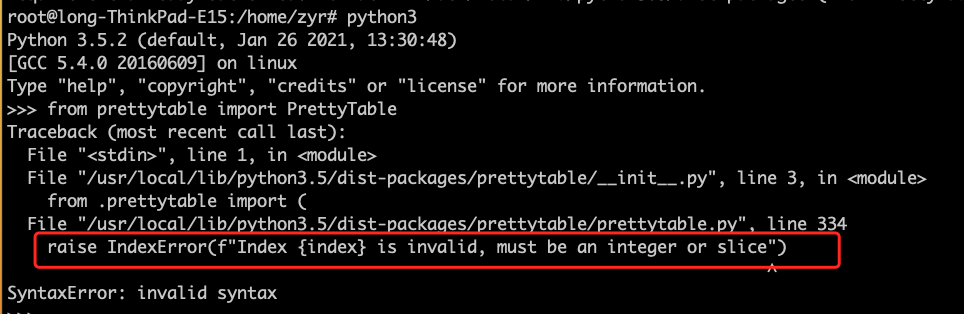 root@long-ThinkPad-E15:/home/zyr# python3
Python 3.5.2 (default, Jan 26 2021, 13:30:48)
[GCC 5.4.0 20160609] on linux
Type "help", "copyright", "credits" or "license" for more information.
>>> from prettytable import PrettyTable
Traceback (most recent call last):
  File "<stdin>", line 1, in <module>
  File "/usr/local/lib/python3.5/dist-packages/prettytable/__init__.py", line 3, in <module>
    from .prettytable import (
  File "/usr/local/lib/python3.5/dist-packages/prettytable/prettytable.py", line 334
    raise IndexError(f"Index {index} is invalid, must be an integer or slice")
                                                                            ^
SyntaxError: invalid syntax
>>>